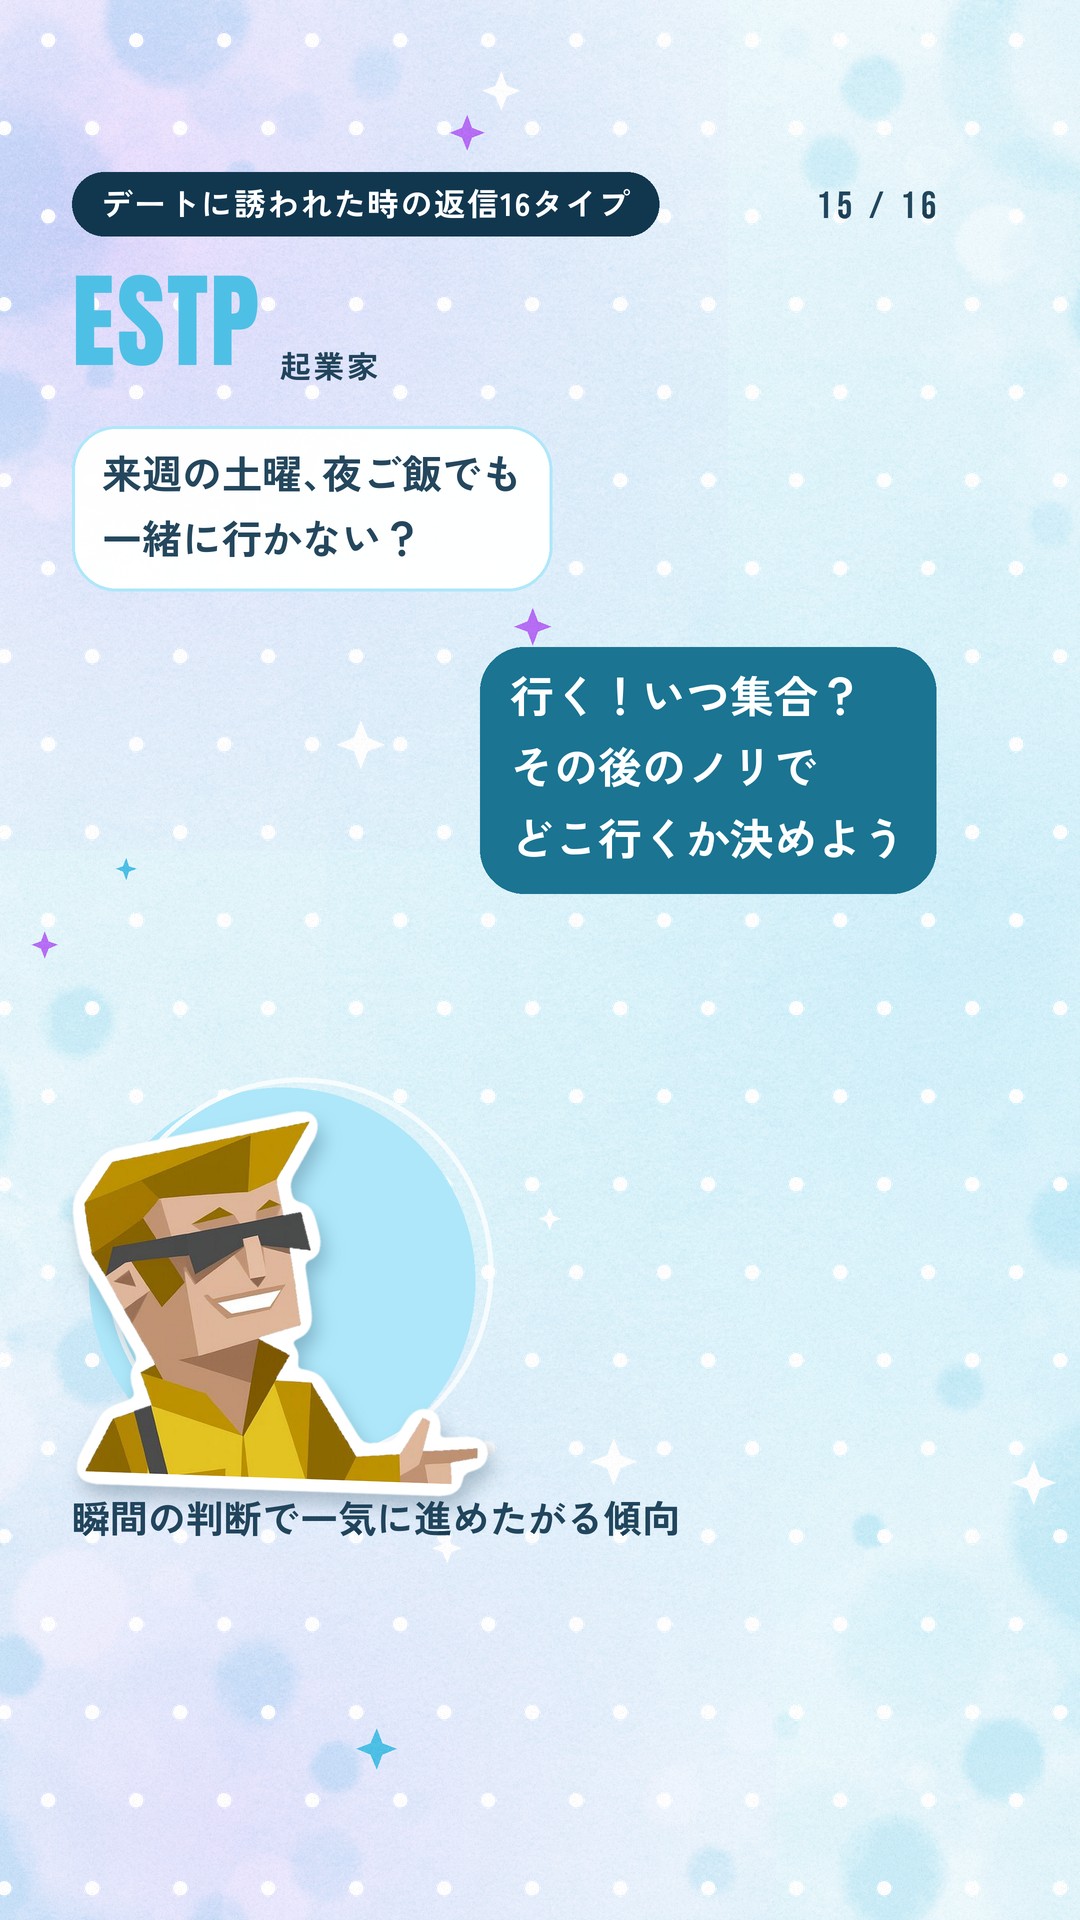 デートに誘われた時の返信16タイプ
15 / 16
ESTP
起業家
来週の土曜、夜ご飯でも
一緒に行かない？
行く！いつ集合？
その後のノリで
どこ行くか決めよう
瞬間の判断で一気に進めたがる傾向